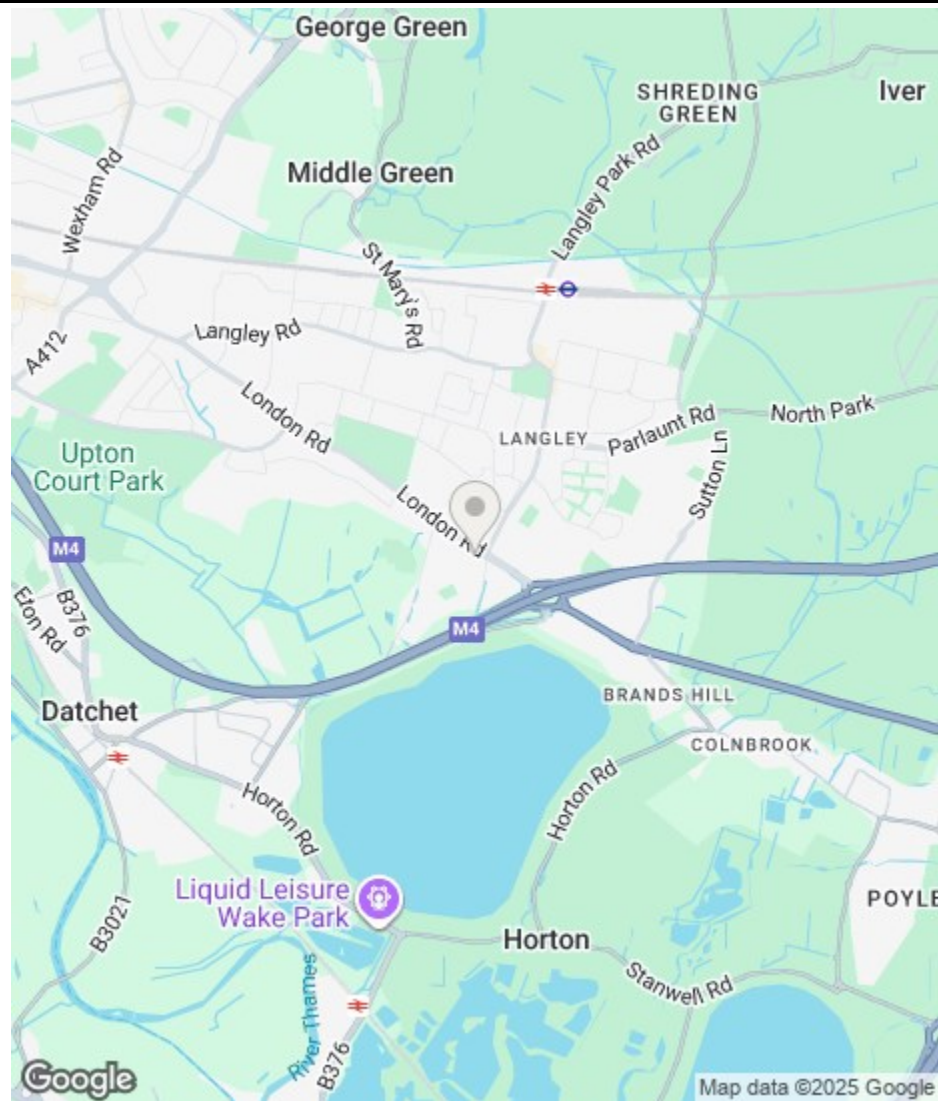 George Green
SHREDING
GREEN
Iver
Wexham Rd
Middle Green
Langley Park Rd
St Mary's Rd
Langley Rd
A412
London Rd
LANGLEY
Parlaunt Rd
North Park
Upton
Court Park
Sutton Ln
London Rd
M4
B376
Eton Rd
M4
BRANDS HILL
Datchet
COLNBROOK
Horton Rd
Horton Rd
Liquid Leisure
Wake Park
POYLE
B3021
Horton
Stanwell Rd
River Thames
B376
Google
Map data ©2025 Google